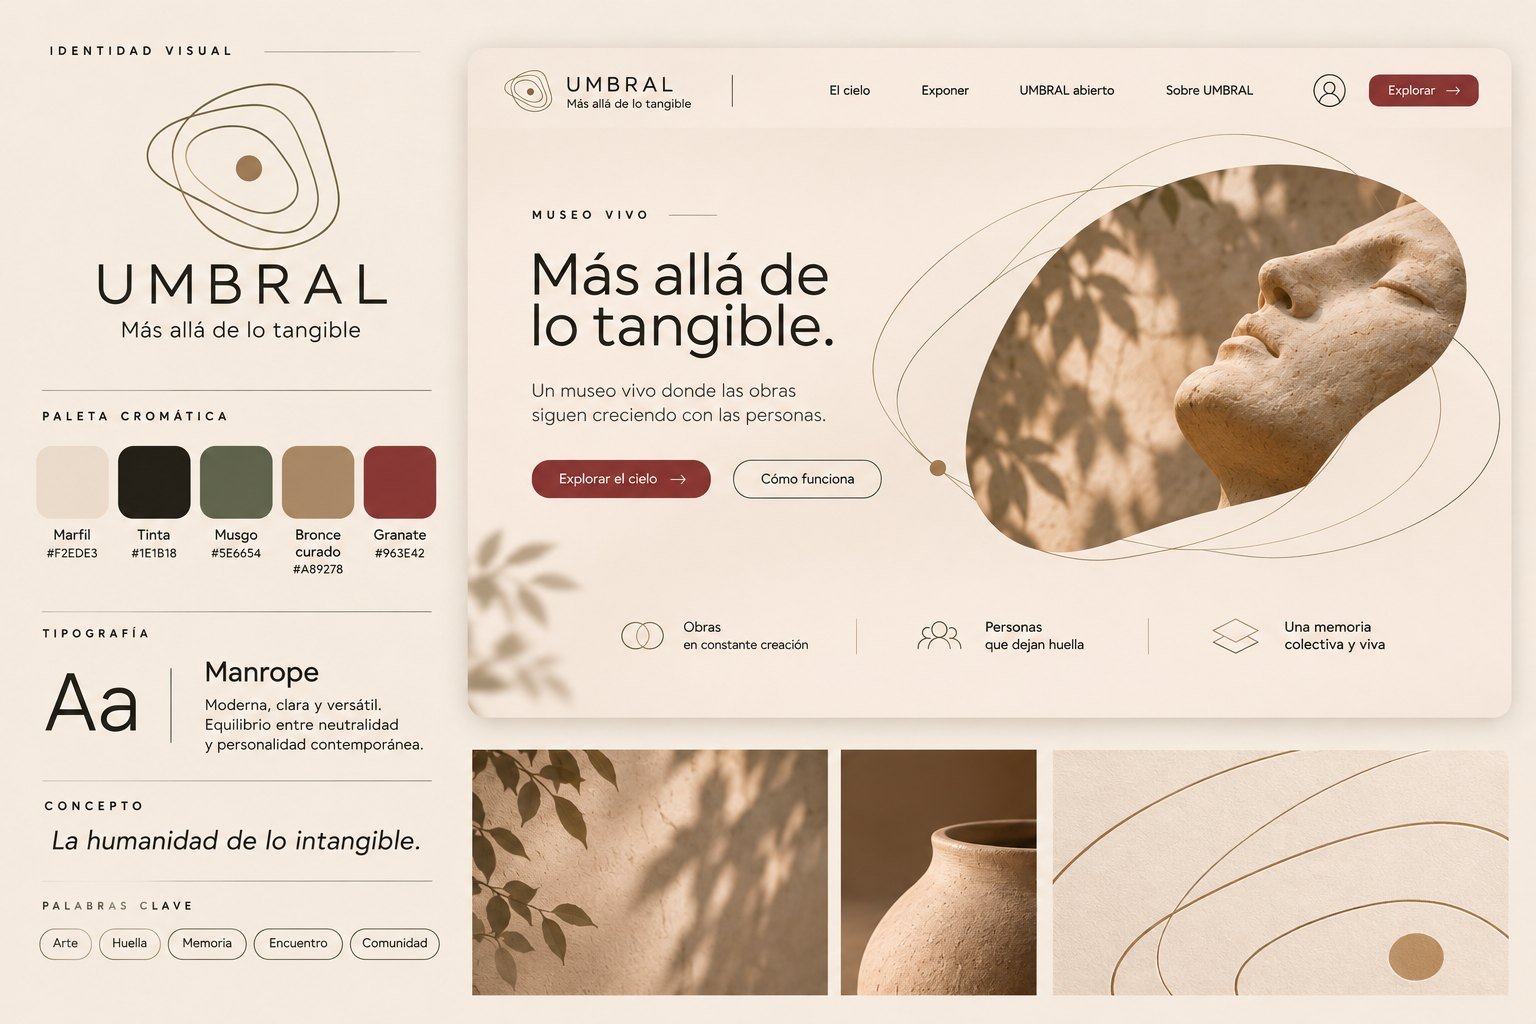 IDENTIDAD VISUAL
UMBRAL
Más allá de lo tangible
PALETA CROMÁTICA
Marfil
#F2EDE3
Tinta
#1E1B18
Musgo
#5E6654
Bronce
curado
#A89278
Granate
#963E42
TIPOGRAFÍA
Aa
Manrope
Moderna, clara y versátil.
Equilibrio entre neutralidad
y personalidad contemporánea.
CONCEPTO
La humanidad de lo intangible.
PALABRAS CLAVE
Arte
Huella
Memoria
Encuentro
Comunidad
UMBRAL
Más allá de lo tangible
El cielo
Exponer
UMBRAL abierto
Sobre UMBRAL
Explorar →
MUSEO VIVO
Más allá de
lo tangible.
Un museo vivo donde las obras
siguen creciendo con las personas.
Explorar el cielo →
Cómo funciona
Obras
en constante creación
Personas
que dejan huella
Una memoria
colectiva y viva